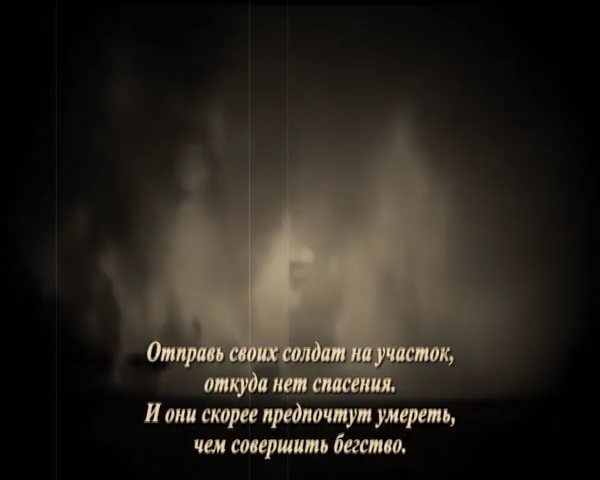 Отправь своих солдат на участок,
откуда нет спасения.
И они скорее предпочтут умереть,
чем совершить бегство.